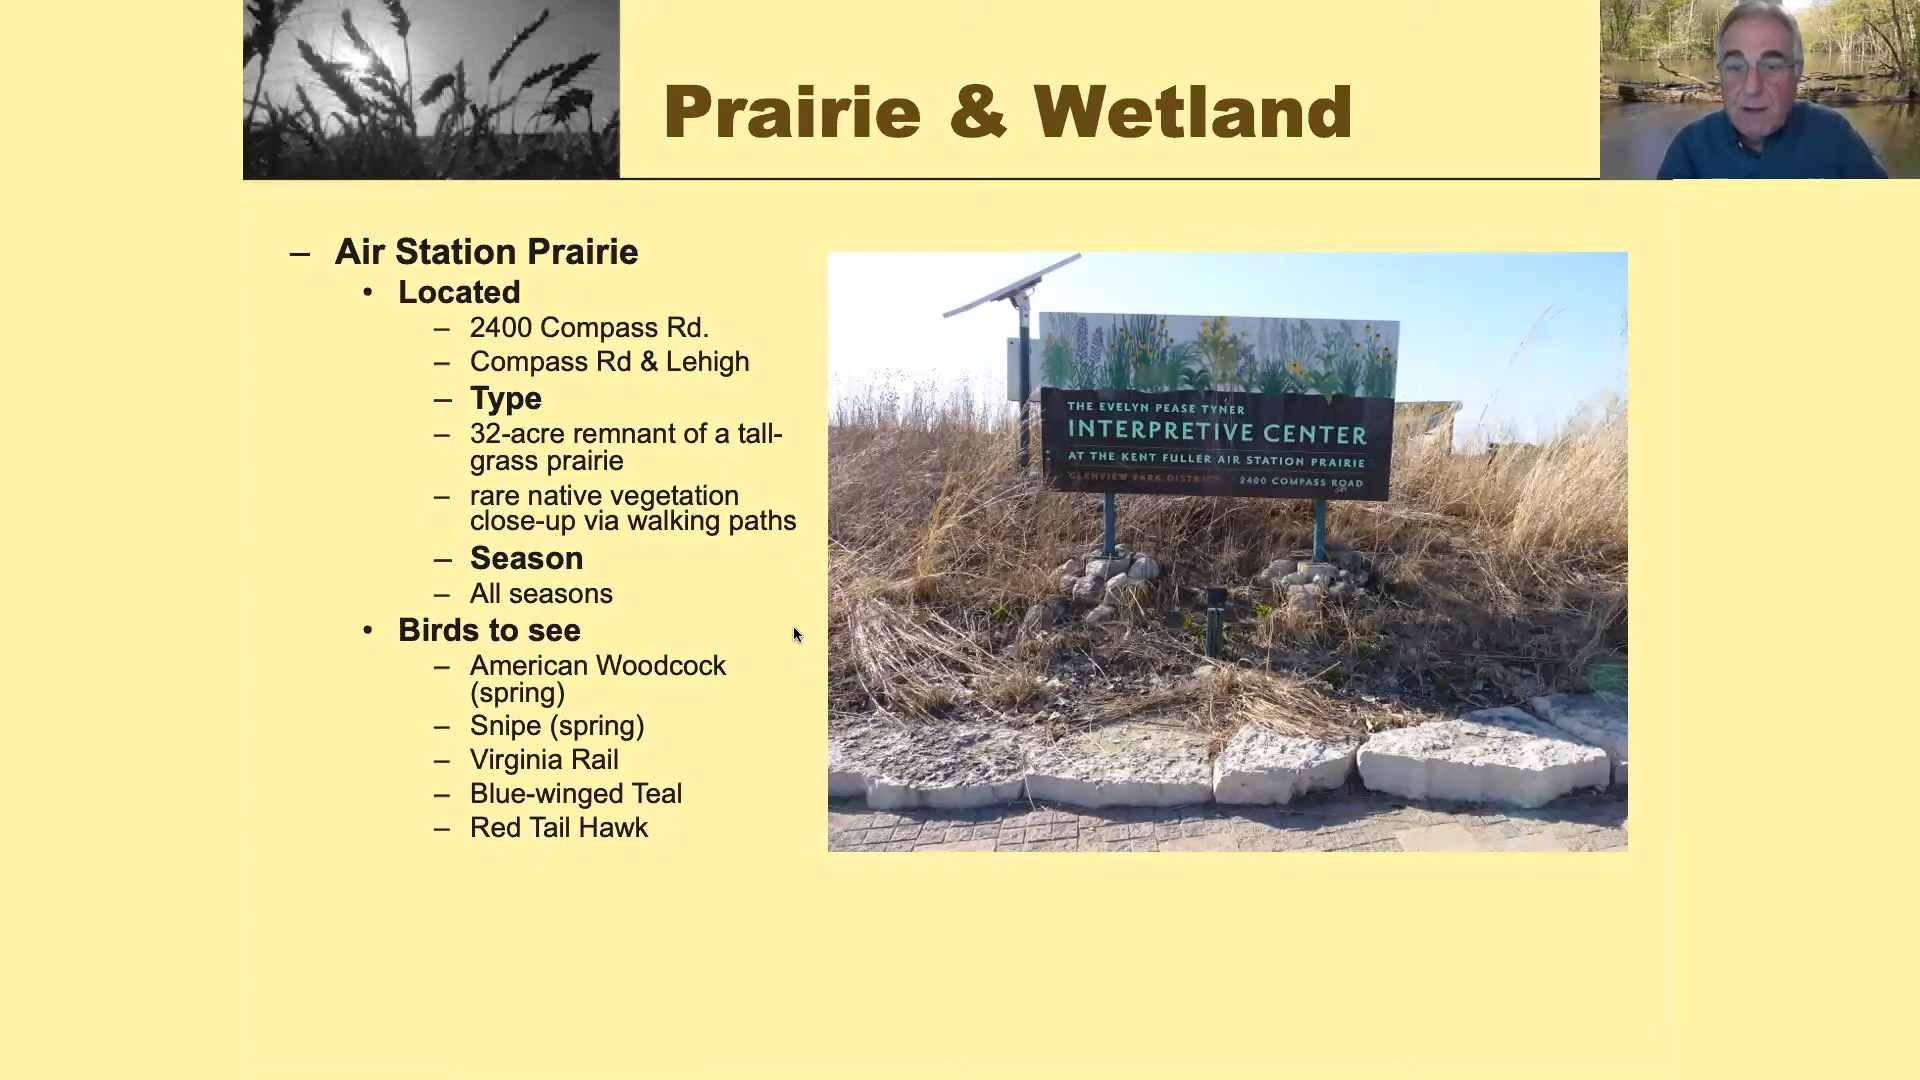 Prairie & Wetland
– Air Station Prairie
• Located
– 2400 Compass Rd.
– Compass Rd & Lehigh
– Type
– 32-acre remnant of a tall-
grass prairie
– rare native vegetation
close-up via walking paths
– Season
– All seasons
• Birds to see
– American Woodcock
(spring)
– Snipe (spring)
– Virginia Rail
– Blue-winged Teal
– Red Tail Hawk
THE EVELYN PEASE TYNER
INTERPRETIVE CENTER
AT THE KENT FULLER AIR STATION PRAIRIE
GLENVIEW PARK DISTRICT 2400 COMPASS ROAD